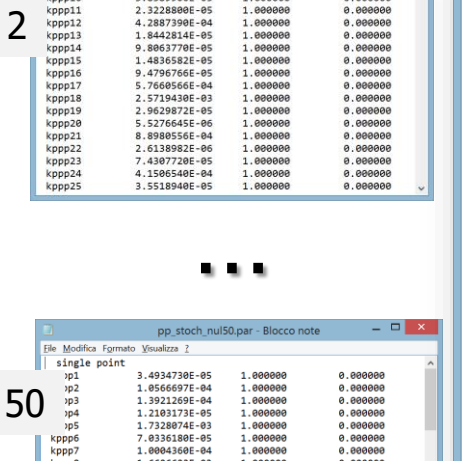 2
kppp11 2.3228800E-05 1.000000 0.000000
kppp12 4.2887390E-04 1.000000 0.000000
kppp13 1.8442814E-05 1.000000 0.000000
kppp14 9.8063770E-05 1.000000 0.000000
kppp15 1.4836582E-05 1.000000 0.000000
kppp16 9.4796766E-05 1.000000 0.000000
kppp17 5.7660566E-04 1.000000 0.000000
kppp18 2.5719430E-03 1.000000 0.000000
kppp19 2.9629872E-05 1.000000 0.000000
kppp20 5.5276645E-06 1.000000 0.000000
kppp21 8.8980556E-04 1.000000 0.000000
kppp22 2.6138982E-06 1.000000 0.000000
kppp23 7.4307720E-05 1.000000 0.000000
kppp24 4.1506540E-04 1.000000 0.000000
kppp25 3.5518940E-05 1.000000 0.000000
...
pp_stoch_nul50.par - Blocco note
File Modifica Formato Visualizza ?
single point
50
pp1 3.4934730E-05 1.000000 0.000000
pp2 1.0566697E-04 1.000000 0.000000
pp3 1.3921269E-04 1.000000 0.000000
pp4 1.2103173E-05 1.000000 0.000000
pp5 1.7328074E-03 1.000000 0.000000
kppp6 7.0336180E-05 1.000000 0.000000
kppp7 1.0004360E-04 1.000000 0.000000